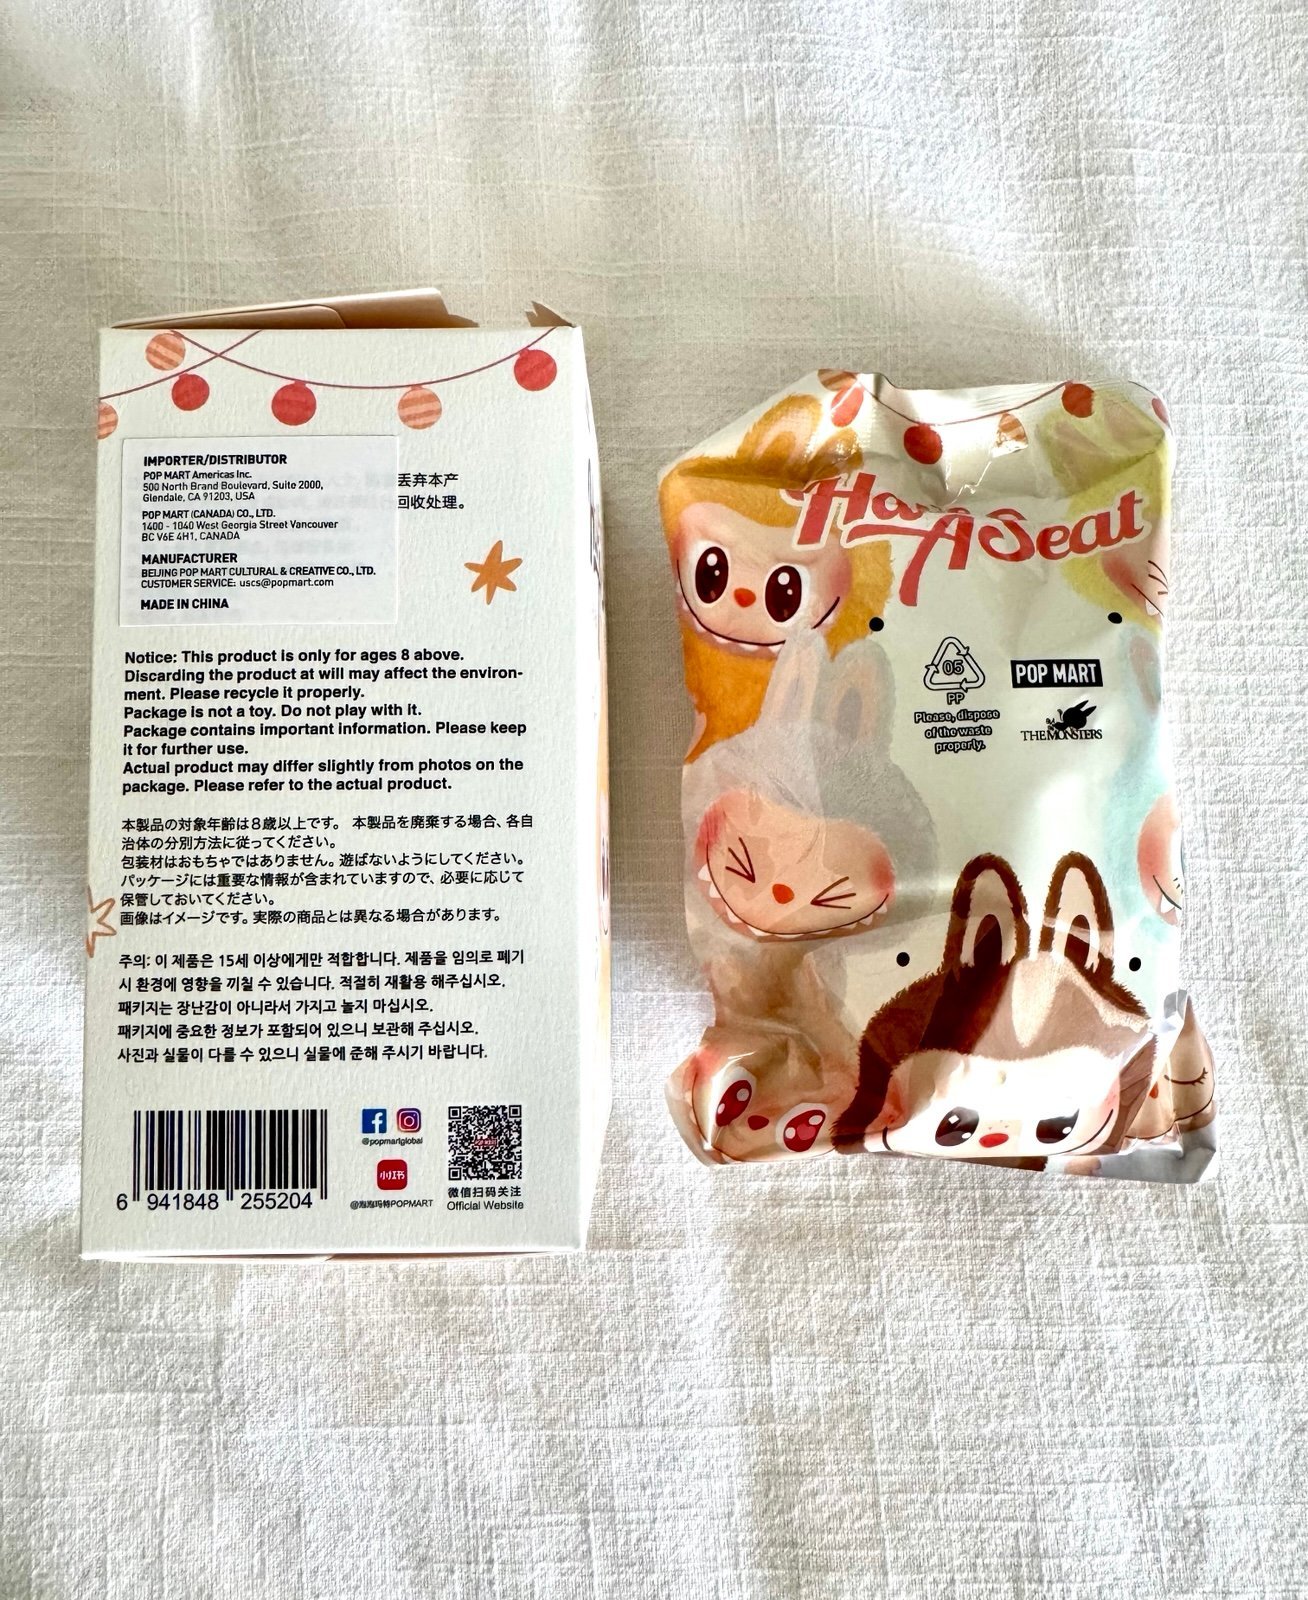 IMPORTER/DISTRIBUTOR
POP MART Americas Inc.
500 North Brand Boulevard, Suite 2000,
Glendale, CA 91203, USA
POP MART (CANADA) CO., LTD.
1400 - 1040 West Georgia Street Vancouver
BC V6E 4H1, CANADA
MANUFACTURER
BEIJING POP MART CULTURAL & CREATIVE CO., LTD.
CUSTOMER SERVICE: uscs@popmart.com
MADE IN CHINA
丢弃本产
回收处理。
Notice: This product is only for ages 8 above.
Discarding the product at will may affect the environ-
ment. Please recycle it properly.
Package is not a toy. Do not play with it.
Package contains important information. Please keep
it for further use.
Actual product may differ slightly from photos on the
package. Please refer to the actual product.
本製品の対象年齢は8歳以上です。 本製品を廃棄する場合、各自
治体の分別方法に従ってください。
包装材はおもちゃではありません。遊ばないようにしてください。
パッケージには重要な情報が含まれていますので、必要に応じて
保管しておいてください。
画像はイメージです。実際の商品とは異なる場合があります。
주의: 이 제품은 15세 이상에게만 적합합니다. 제품을 임의로 폐기
시 환경에 영향을 끼칠 수 있습니다. 적절히 재활용 해주십시오.
패키지는 장난감이 아니라서 가지고 놀지 마십시오.
패키지에 중요한 정보가 포함되어 있으니 보관해 주십시오.
사진과 실물이 다를 수 있으니 실물에 준해 주시기 바랍니다.
6 941848 255204
@popmartglobal
小红书
@泡泡玛特POPMART
微信扫码关注
Official Website
Have A Seat
05
PP
Please, dispose
of the waste
properly.
POP MART
THE MONSTERS